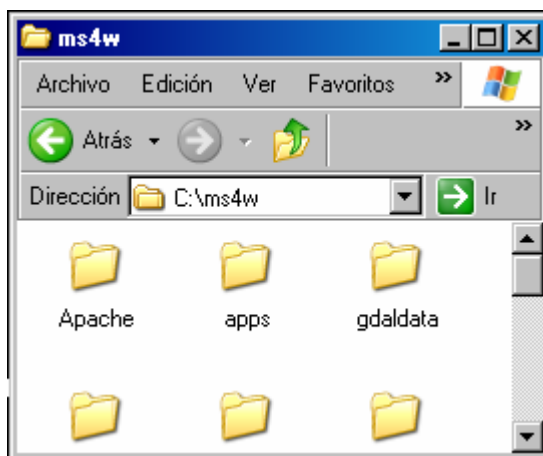 ms4w
Archivo Edición Ver Favoritos »
Atrás »
Dirección C:\ms4w Ir
Apache apps gdaldata